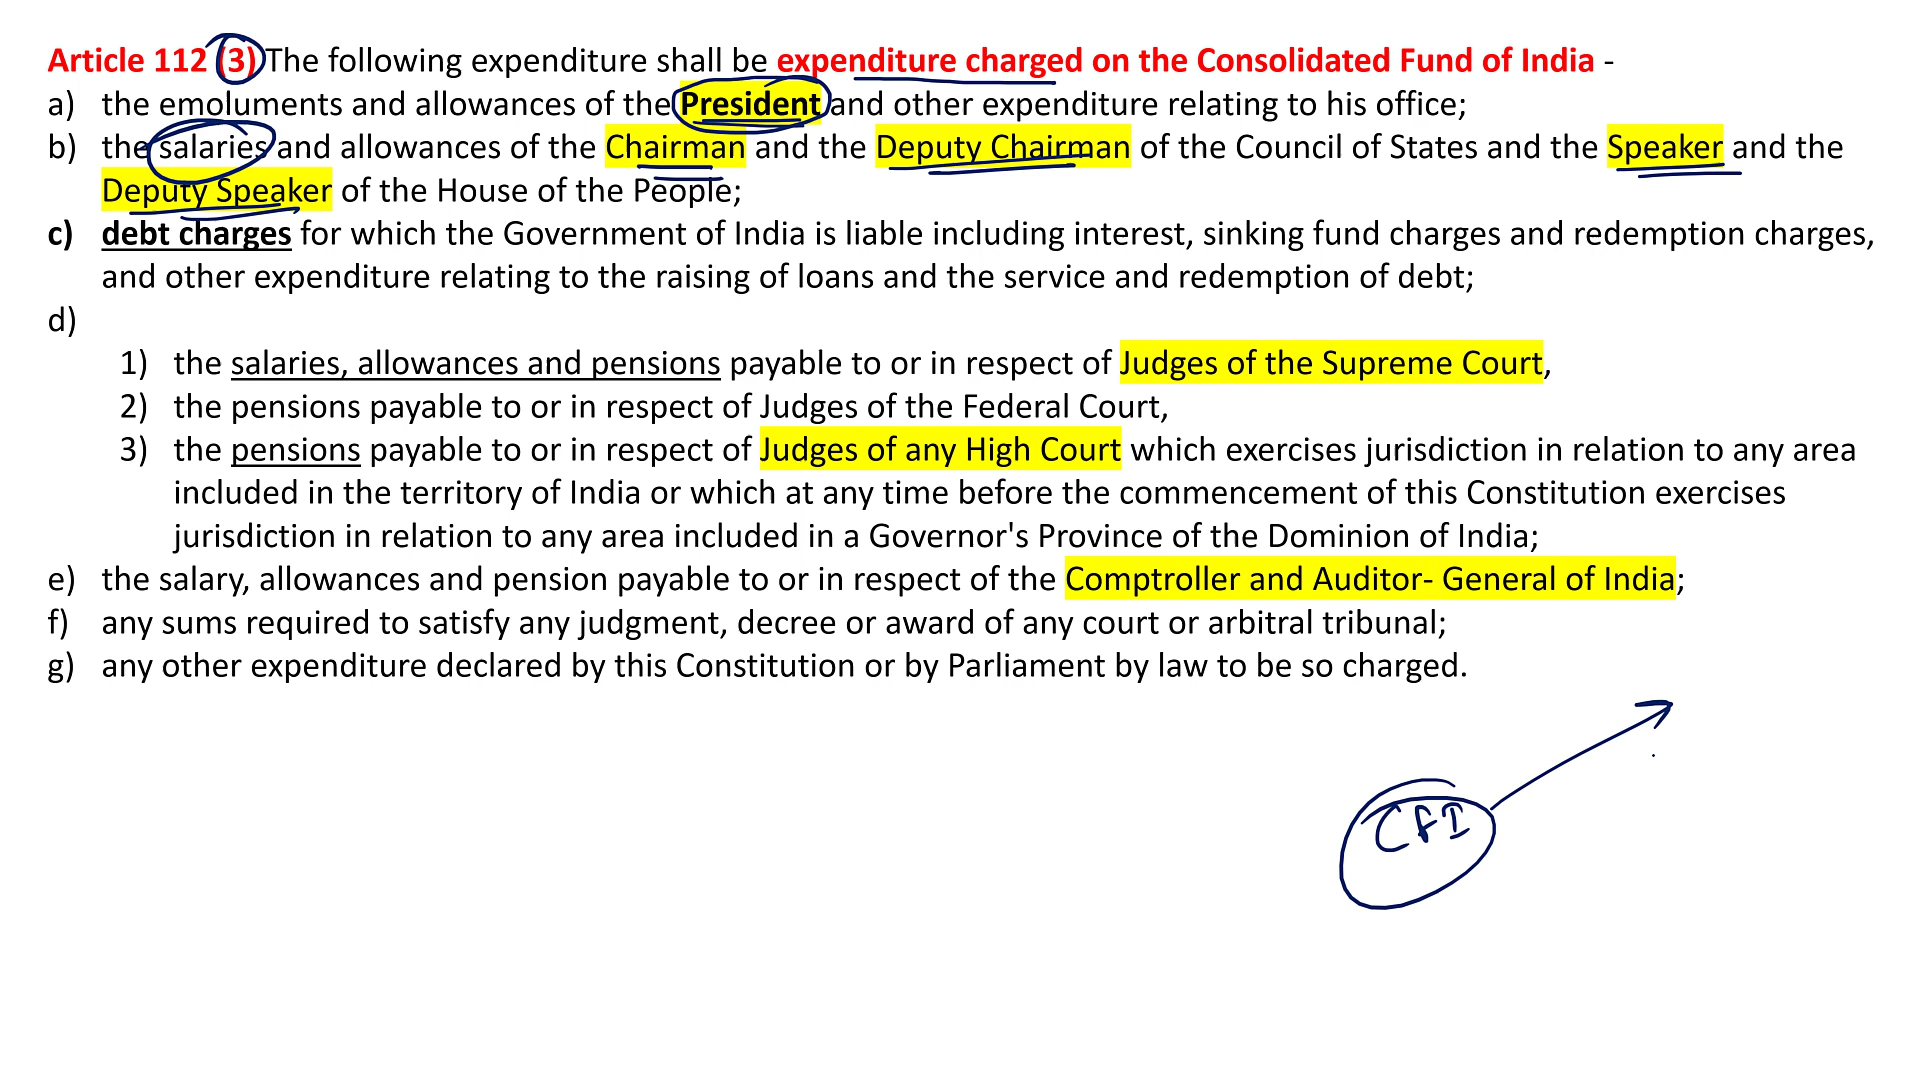 Article 112 (3) The following expenditure shall be expenditure charged on the Consolidated Fund of India -
a) the emoluments and allowances of the President and other expenditure relating to his office;
b) the salaries and allowances of the Chairman and the Deputy Chairman of the Council of States and the Speaker and the
Deputy Speaker of the House of the People;
c) debt charges for which the Government of India is liable including interest, sinking fund charges and redemption charges,
and other expenditure relating to the raising of loans and the service and redemption of debt;
d)
1) the salaries, allowances and pensions payable to or in respect of Judges of the Supreme Court,
2) the pensions payable to or in respect of Judges of the Federal Court,
3) the pensions payable to or in respect of Judges of any High Court which exercises jurisdiction in relation to any area
included in the territory of India or which at any time before the commencement of this Constitution exercises
jurisdiction in relation to any area included in a Governor's Province of the Dominion of India;
e) the salary, allowances and pension payable to or in respect of the Comptroller and Auditor- General of India;
f) any sums required to satisfy any judgment, decree or award of any court or arbitral tribunal;
g) any other expenditure declared by this Constitution or by Parliament by law to be so charged.
CFI